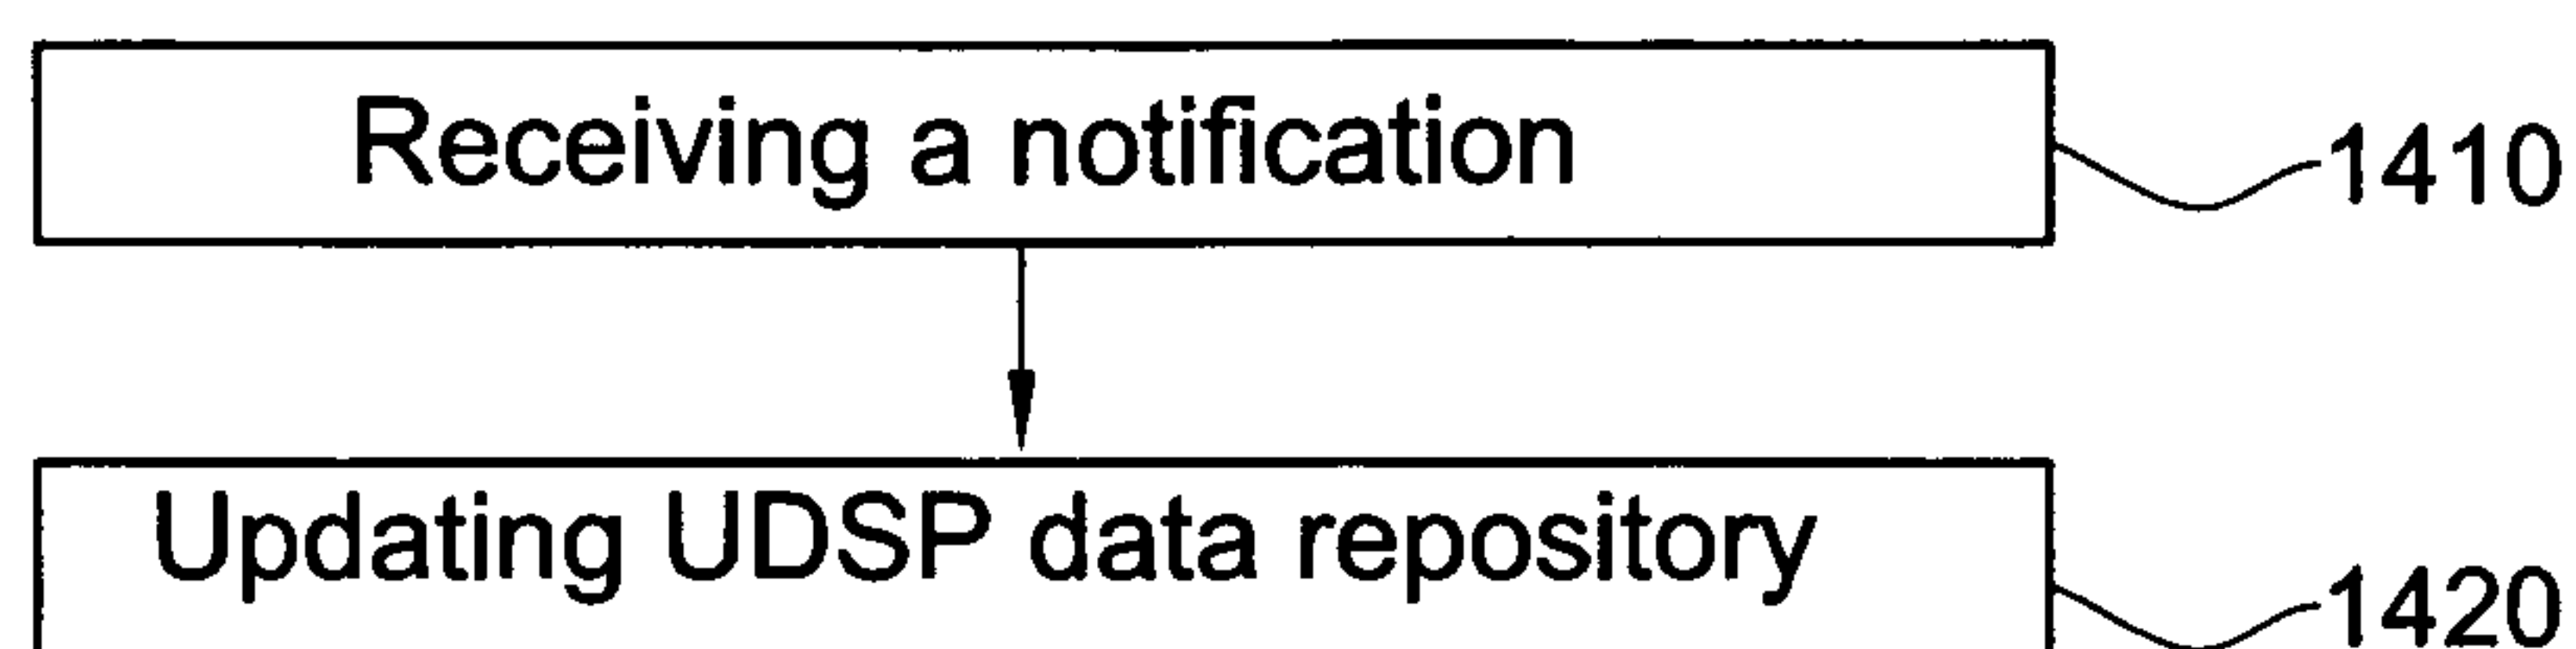 Receiving a notification
1410
Updating UDSP data repository
1420